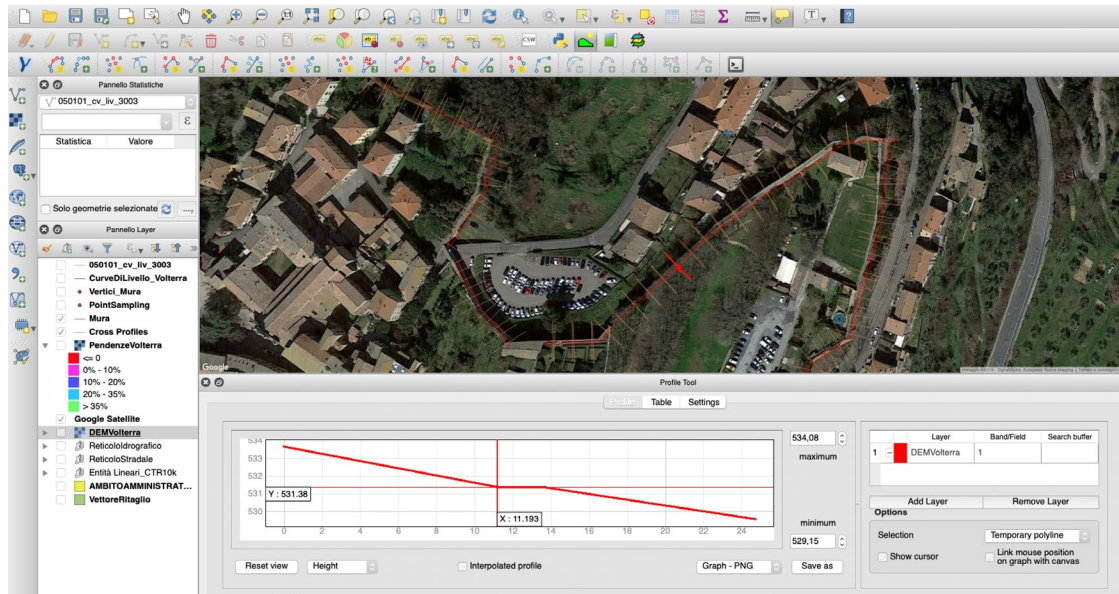 Pannello Statistiche
050101_cv_liv_3003
ε
Statistica Valore
Solo geometrie selezionate
Pannello Layer
050101_cv_liv_3003
CurveDiLivello_Volterra
Vertici_Mura
PointSampling
Mura
Cross Profiles
PendenzeVolterra
<= 0
0% - 10%
10% - 20%
20% - 35%
> 35%
Google Satellite
DEMVolterra
ReticoloIdrografico
ReticoloStradale
Entità Lineari_CTR10k
AMBITOAMMINISTRAT...
VettoreRitaglio
Google
Profile Tool
Profile Table Settings
534
533
532
531
530
Y : 531.38
X : 11.193
0 2 4 6 8 10 12 14 16 18 20 22 24
534,08
maximum
minimum
529,15
Reset view Height Interpolated profile Graph - PNG Save as
Layer Band/Field Search buffer
1 DEMVolterra 1
Add Layer Remove Layer
Options
Selection Temporary polyline
Show cursor Link mouse position
on graph with canvas